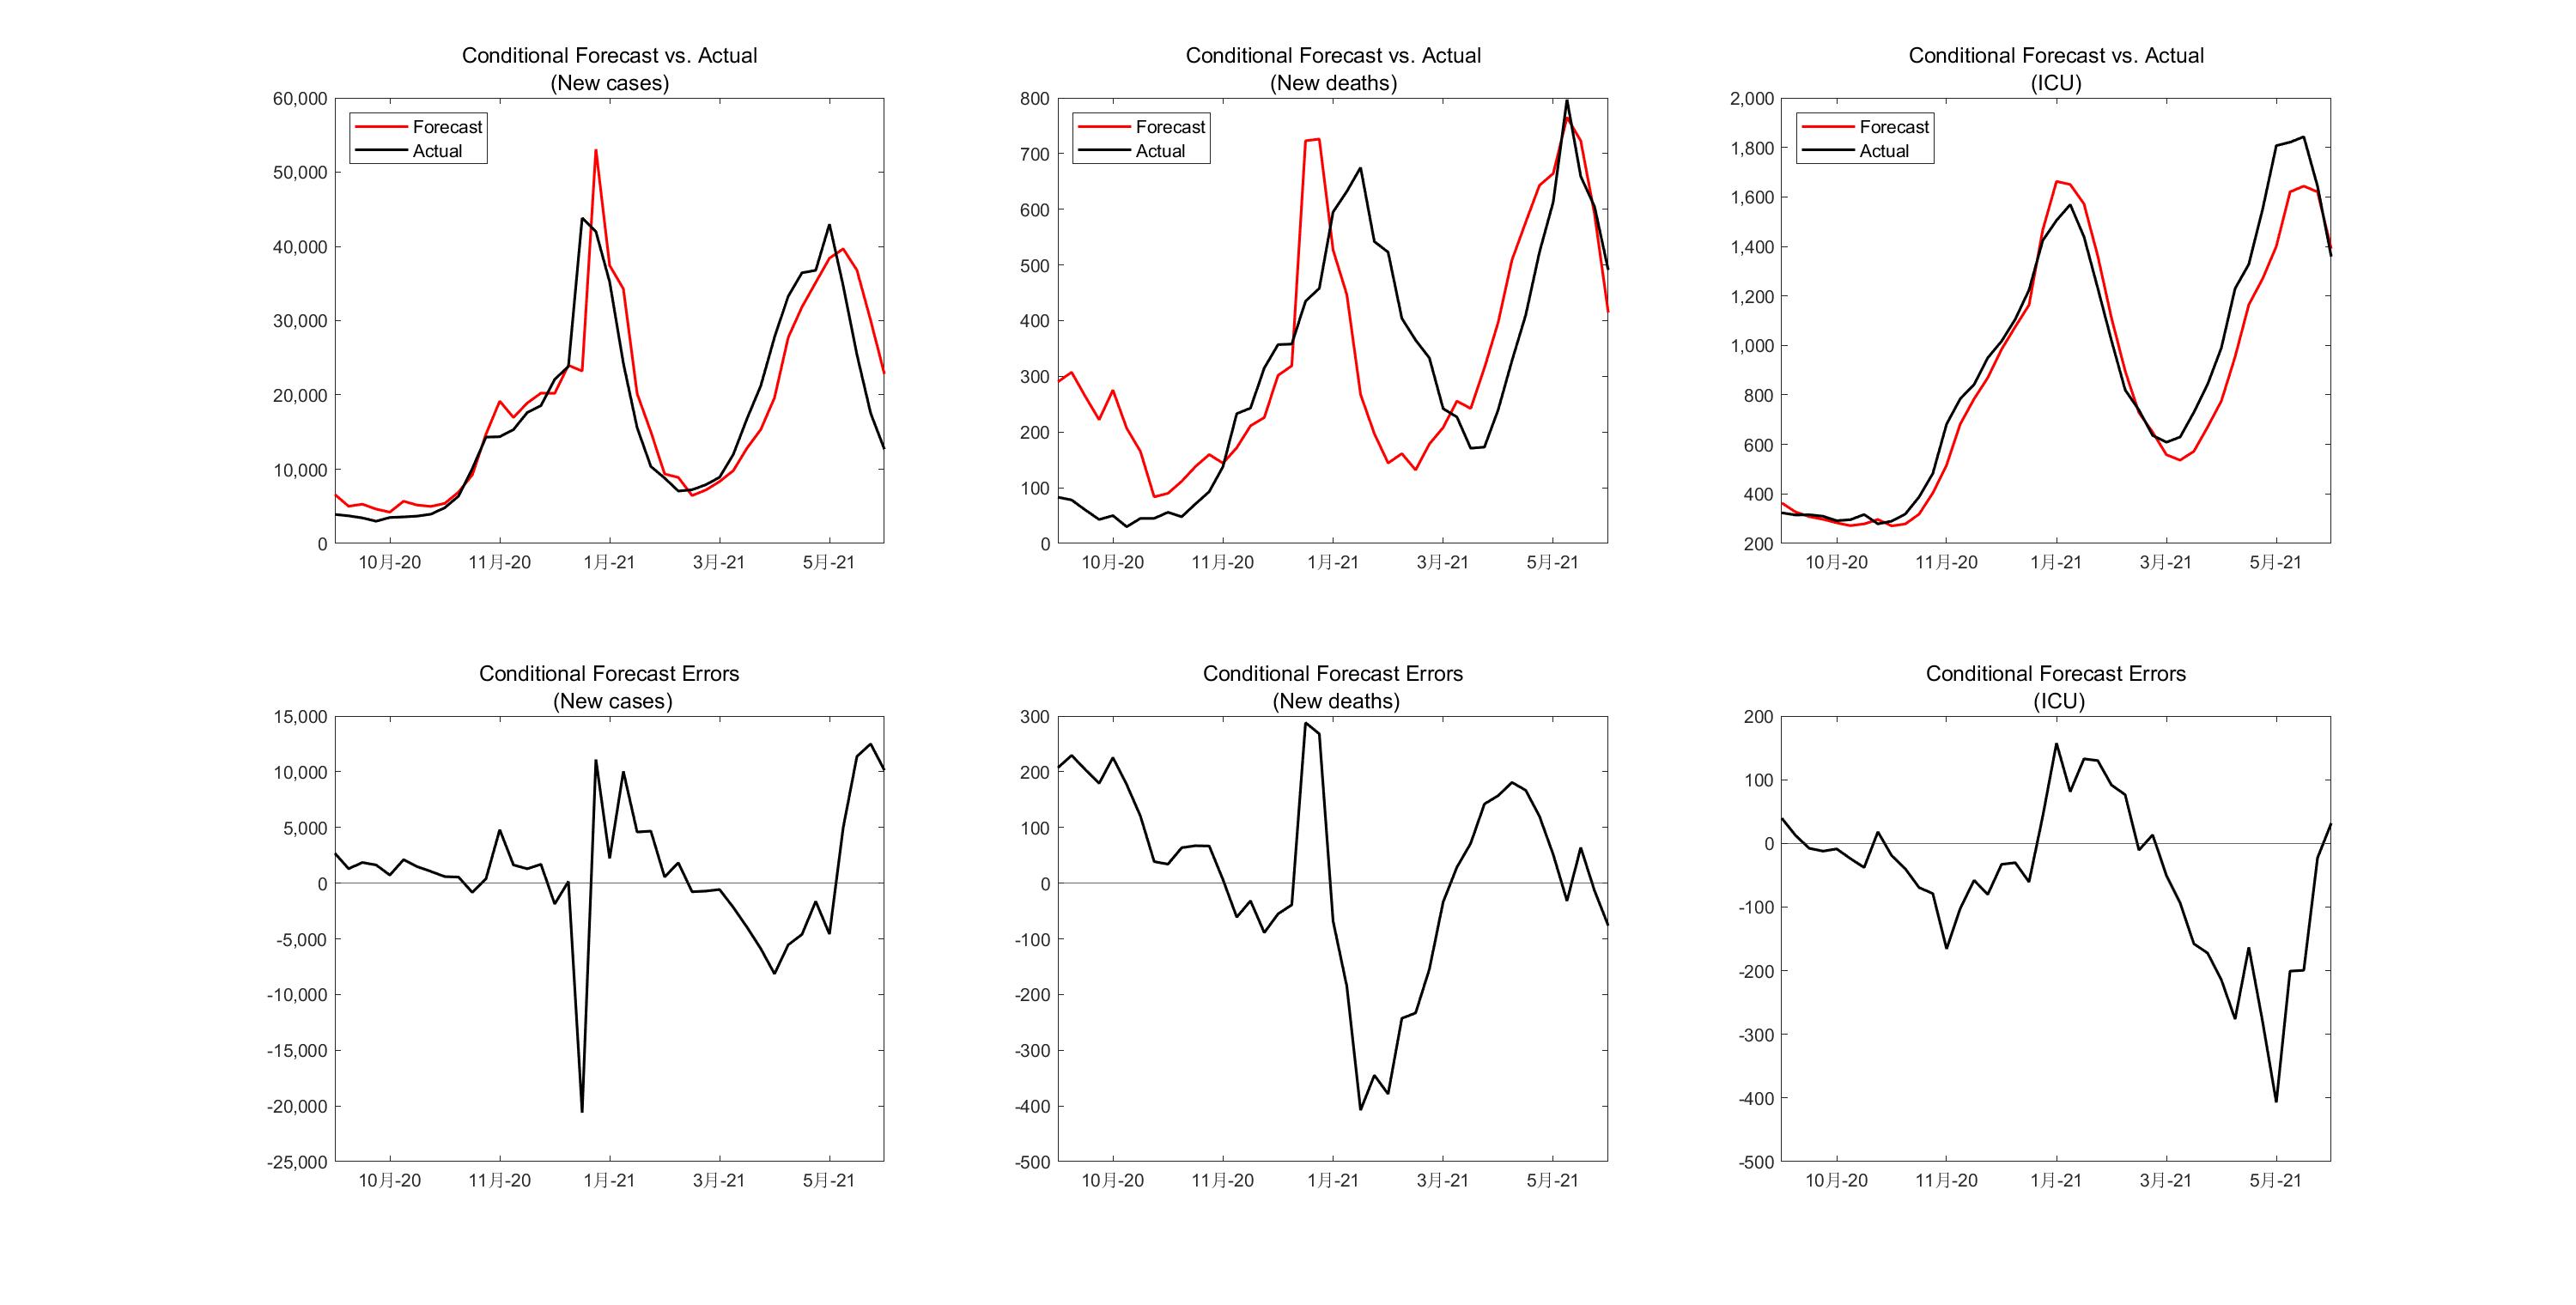 Conditional Forecast vs. Actual
(New cases)
60,000
50,000
40,000
30,000
20,000
10,000
0
Forecast
Actual
10月-20 11月-20 1月-21 3月-21 5月-21
Conditional Forecast vs. Actual
(New deaths)
800
700
600
500
400
300
200
100
0
Forecast
Actual
10月-20 11月-20 1月-21 3月-21 5月-21
Conditional Forecast vs. Actual
(ICU)
2,000
1,800
1,600
1,400
1,200
1,000
800
600
400
200
Forecast
Actual
10月-20 11月-20 1月-21 3月-21 5月-21
Conditional Forecast Errors
(New cases)
15,000
10,000
5,000
0
-5,000
-10,000
-15,000
-20,000
-25,000
10月-20 11月-20 1月-21 3月-21 5月-21
Conditional Forecast Errors
(New deaths)
300
200
100
0
-100
-200
-300
-400
-500
10月-20 11月-20 1月-21 3月-21 5月-21
Conditional Forecast Errors
(ICU)
200
100
0
-100
-200
-300
-400
-500
10月-20 11月-20 1月-21 3月-21 5月-21